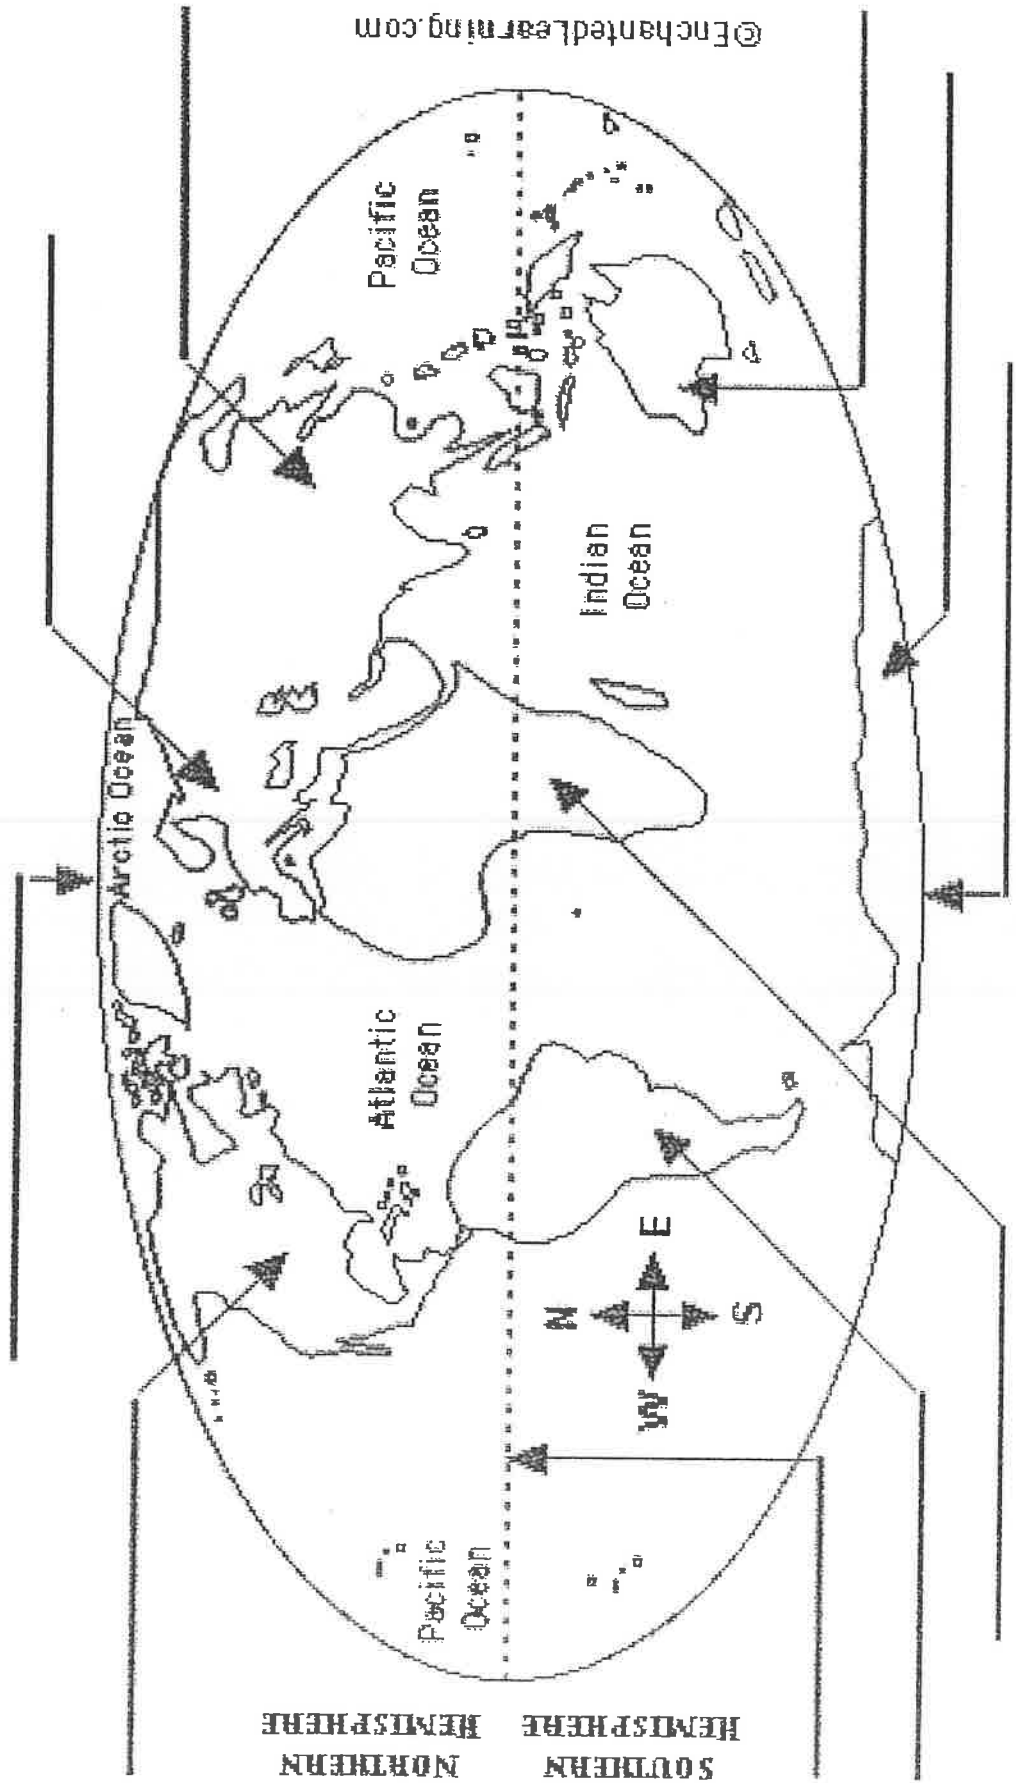 ©EnchantedLearning.com
Arctic Ocean
Pacific
Ocean
Atlantic
Ocean
Pacific
Ocean
Indian
Ocean
N
W
E
S
NORTHERN
HEMISPHERE
SOUTHERN
HEMISPHERE